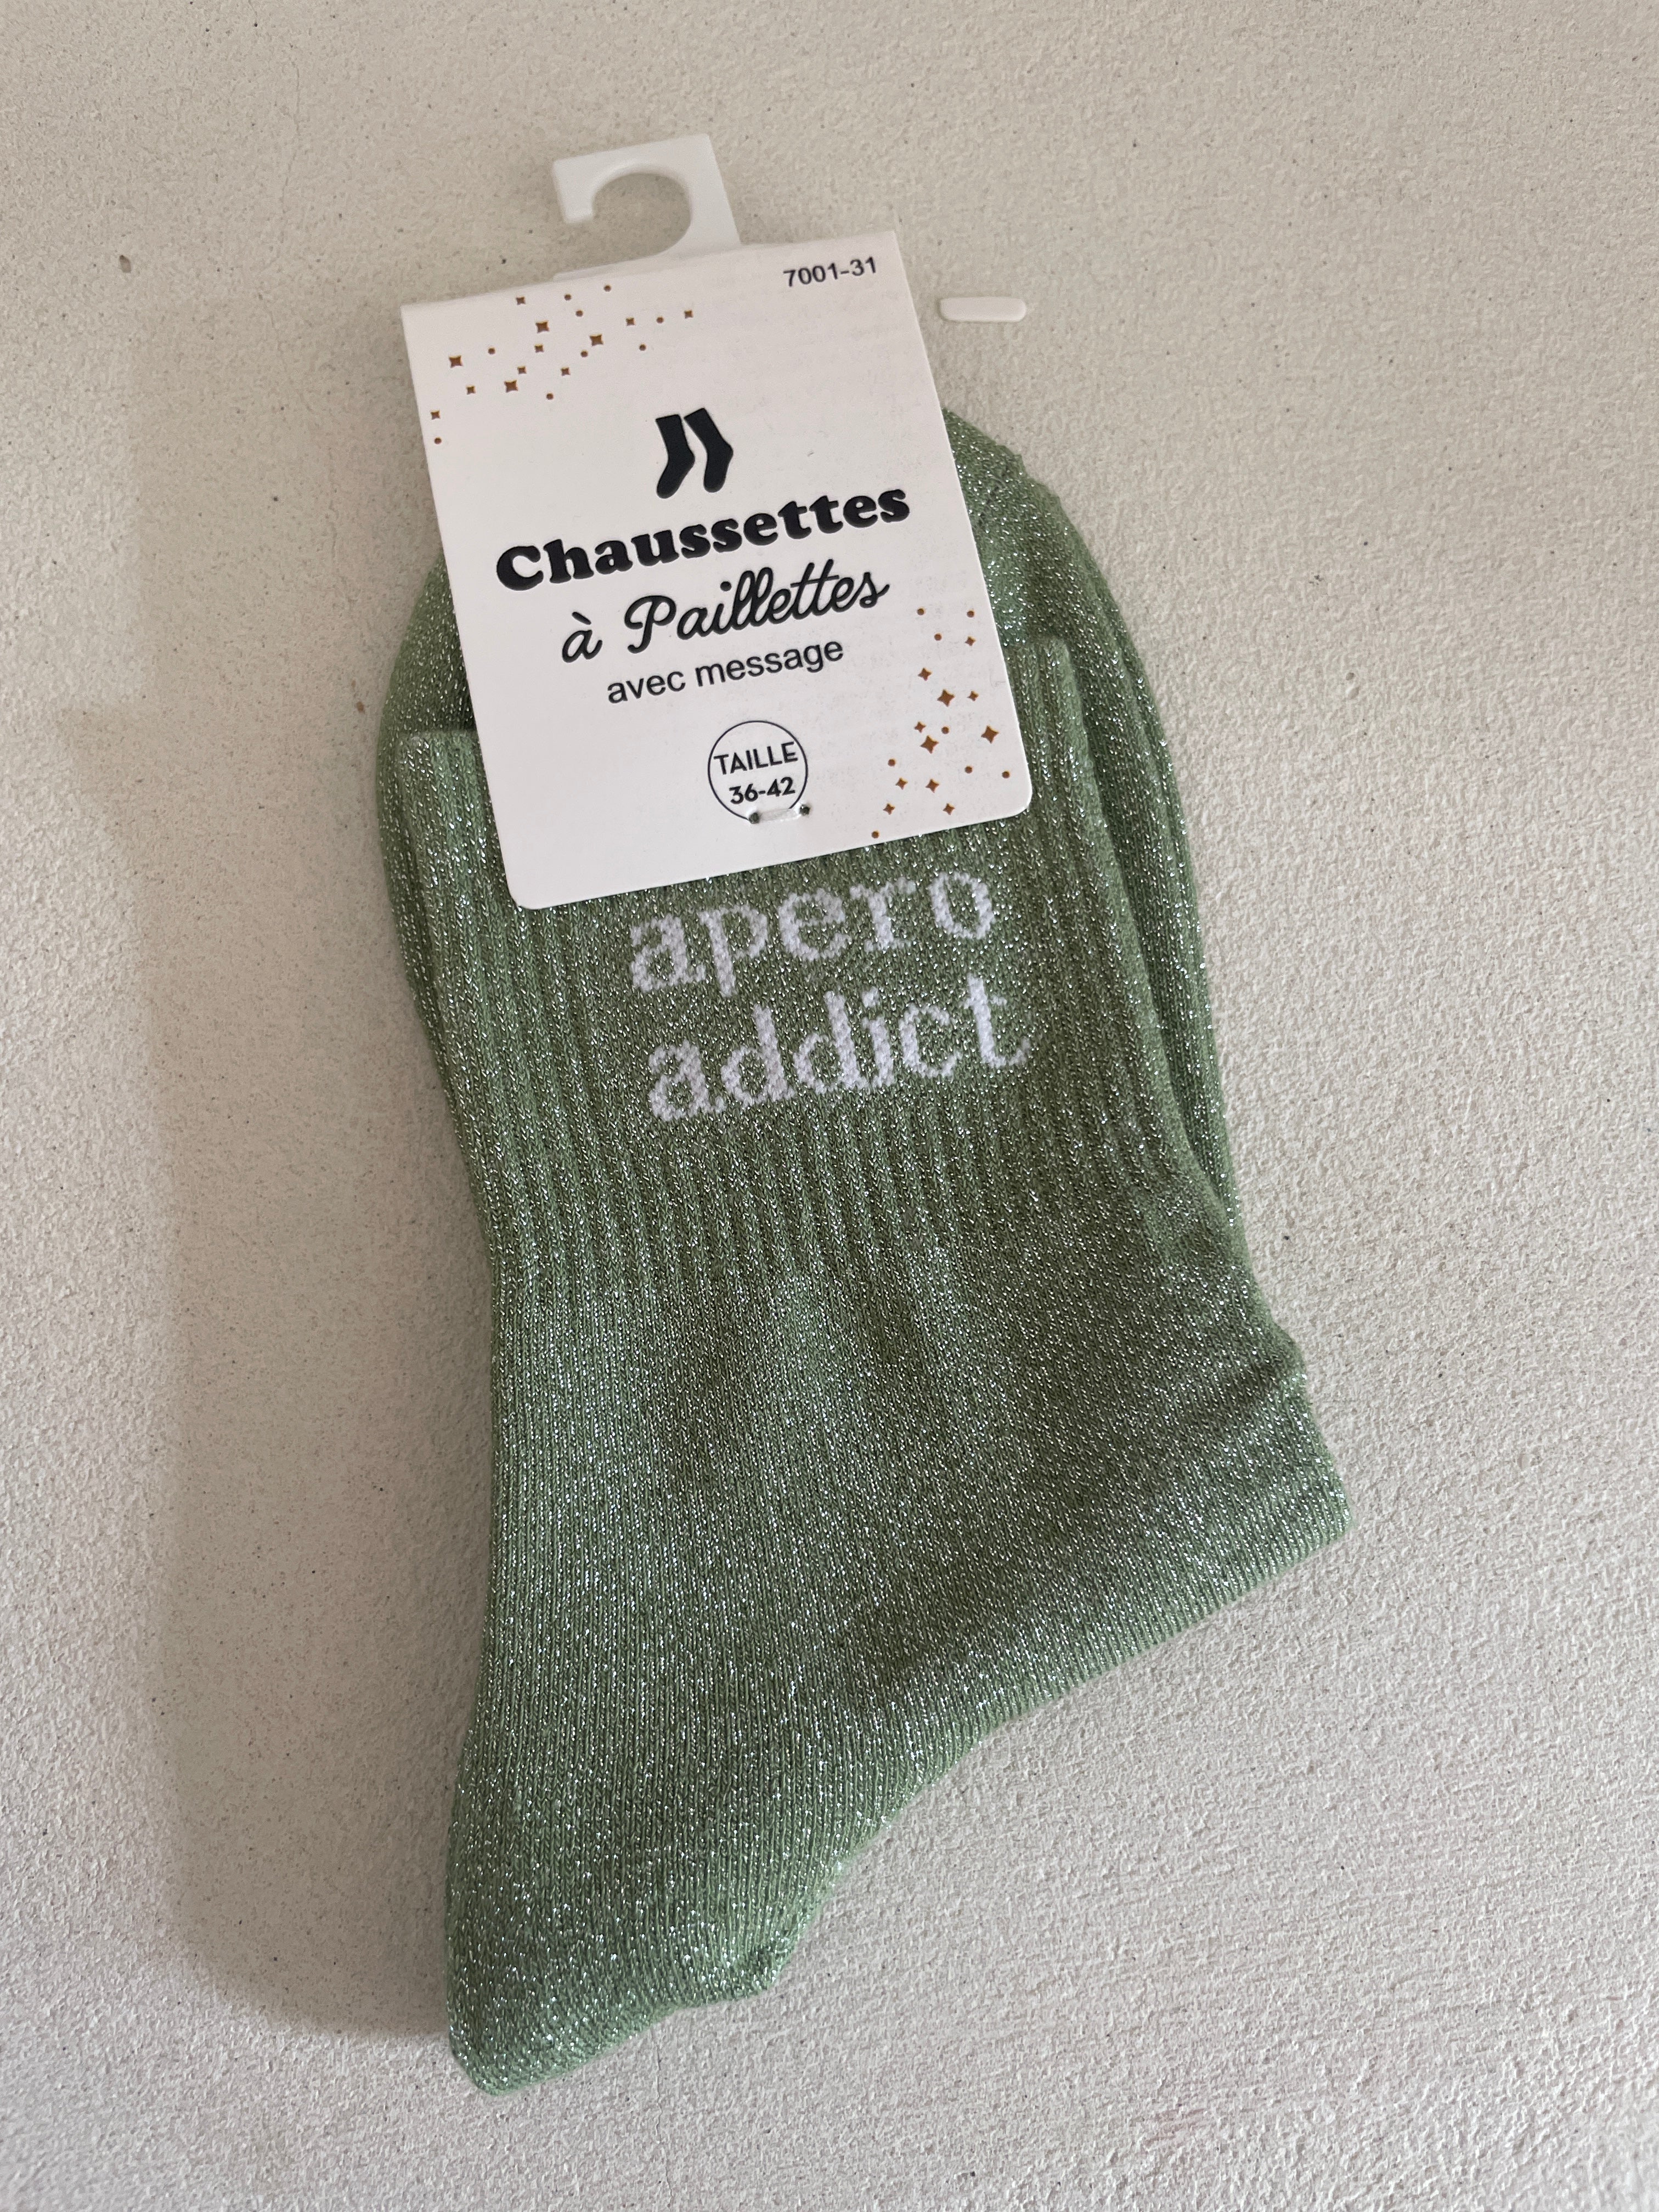 7001-31
Chaussettes
à Paillettes
avec message
TAILLE
36-42
apero
addict